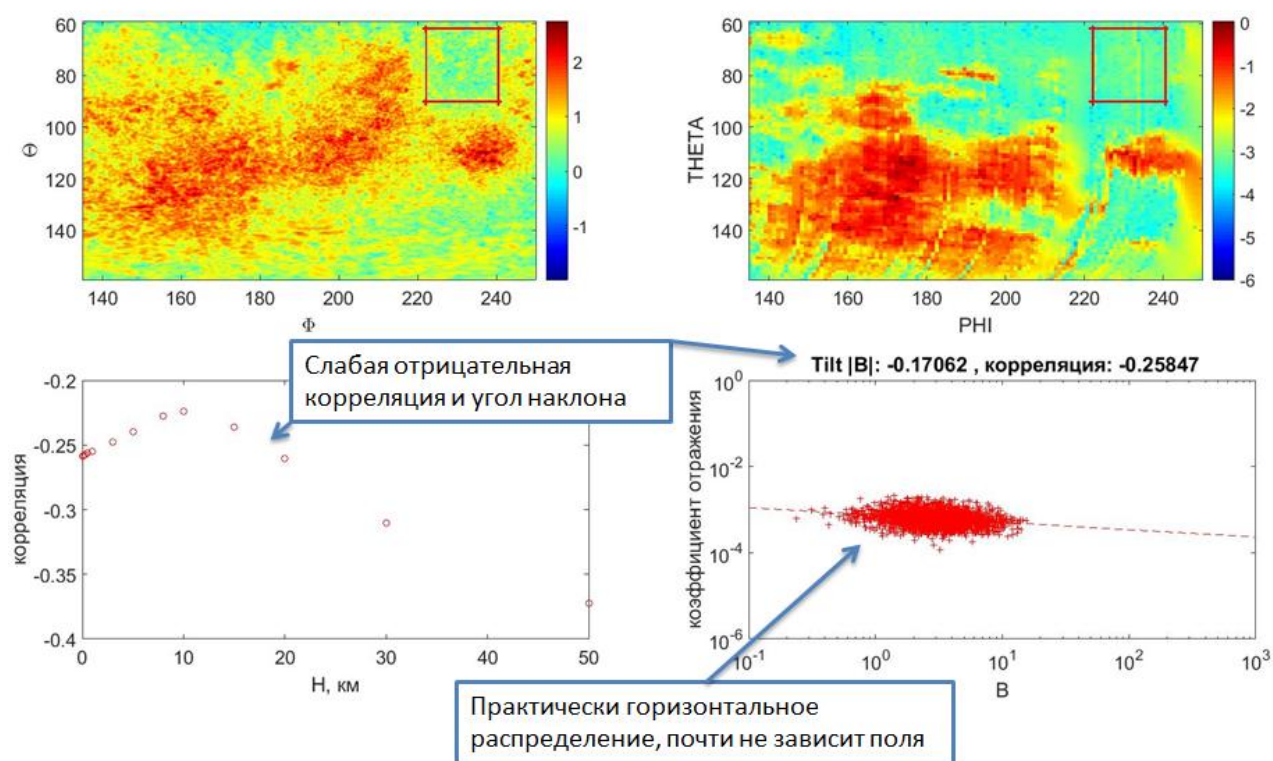 60
80
100
120
140
Θ
140 160 180 200 220 240
Φ
2
1
0
-1
60
80
100
120
140
THETA
140 160 180 200 220 240
PHI
0
-1
-2
-3
-4
-5
-6
Слабая отрицательная
корреляция и угол наклона
-0.2
-0.25
-0.3
-0.35
-0.4
корреляция
0 10 20 30 40 50
H, км
Tilt |B|: -0.17062 , корреляция: -0.25847
10^0
10^-2
10^-4
10^-6
коэффициент отражения
10^-1 10^0 10^1 10^2 10^3
B
Практически горизонтальное
распределение, почти не зависит поля